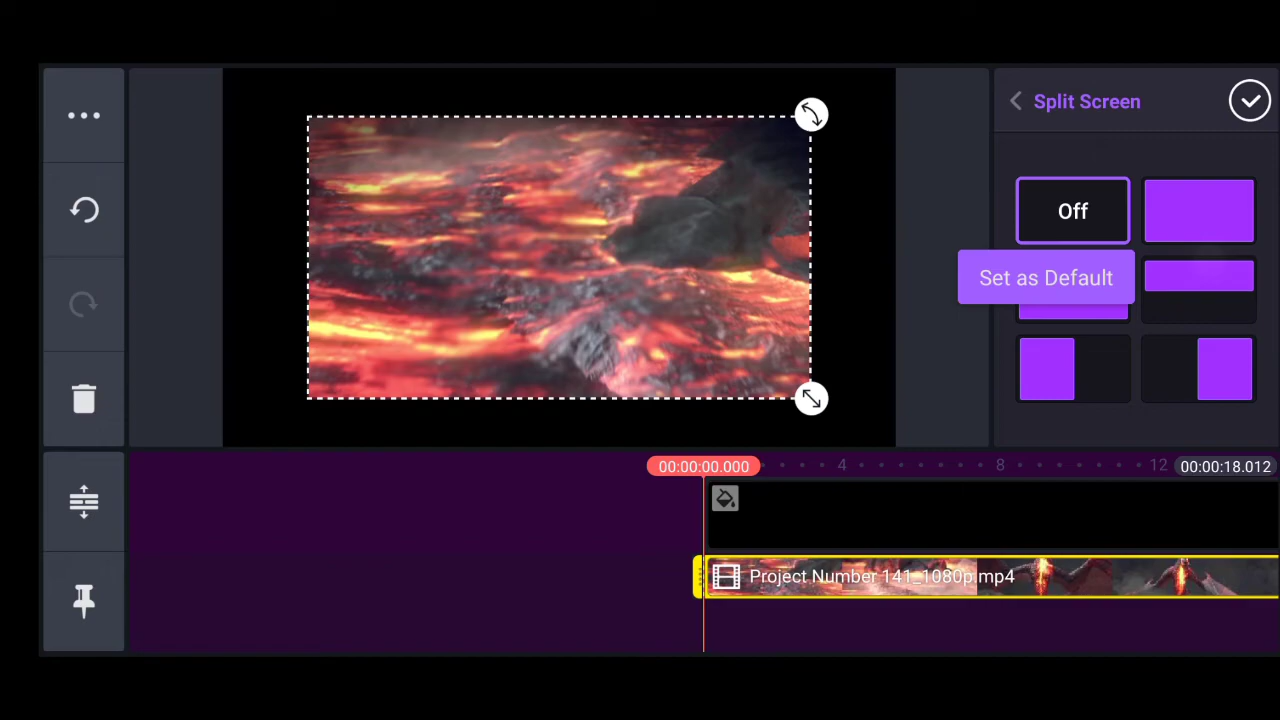 Split Screen
Off
Set as Default
00:00:00.000
4
8
12
00:00:18.012
Project Number 141_1080p.mp4